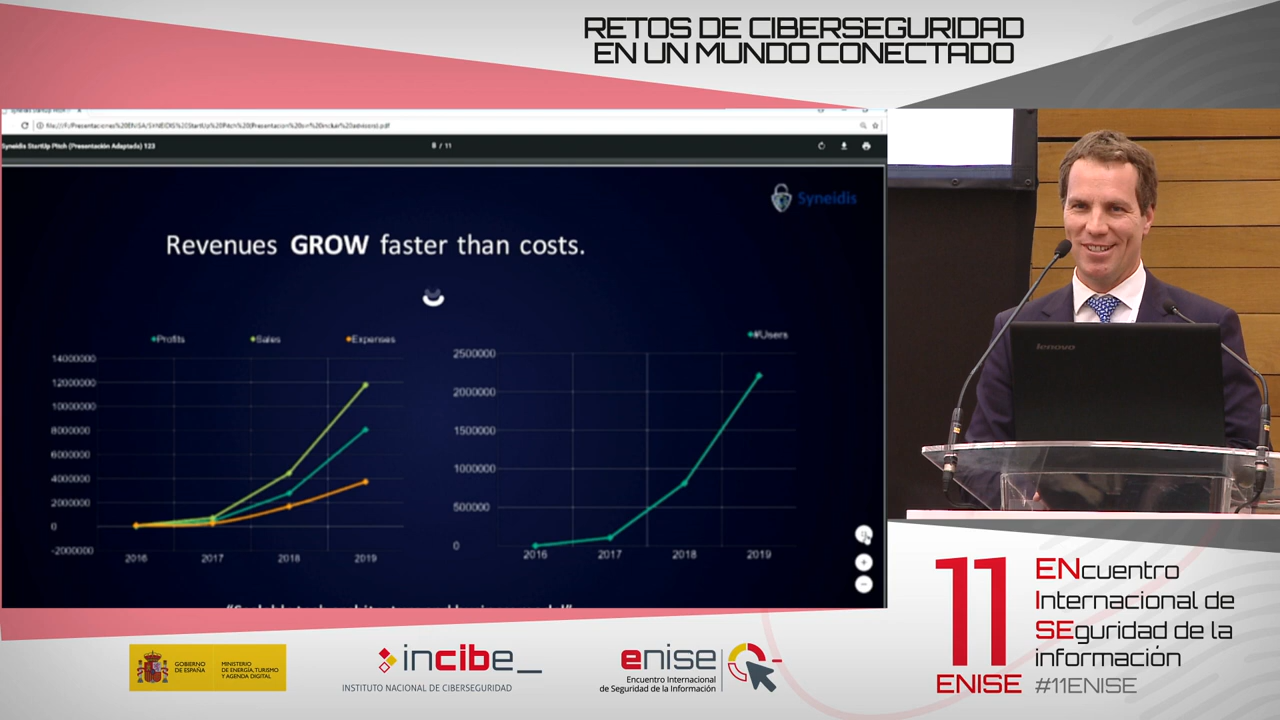 RETOS DE CIBERSEGURIDAD
EN UN MUNDO CONECTADO
Syneidis StartUp Pitch (Presentación Adaptada) 123
8 / 11
Syneidis
Revenues GROW faster than costs.
Profits
Sales
Expenses
14000000
12000000
10000000
8000000
6000000
4000000
2000000
0
-2000000
2016
2017
2018
2019
#Users
2500000
2000000
1500000
1000000
500000
0
2016
2017
2018
2019
lenovo
GOBIERNO
DE ESPAÑA
MINISTERIO
DE ENERGÍA, TURISMO
Y AGENDA DIGITAL
incibe_
INSTITUTO NACIONAL DE CIBERSEGURIDAD
enise
Encuentro Internacional
de Seguridad de la Información
11
ENISE
ENcuentro
Internacional de
SEguridad de la
información
#11ENISE